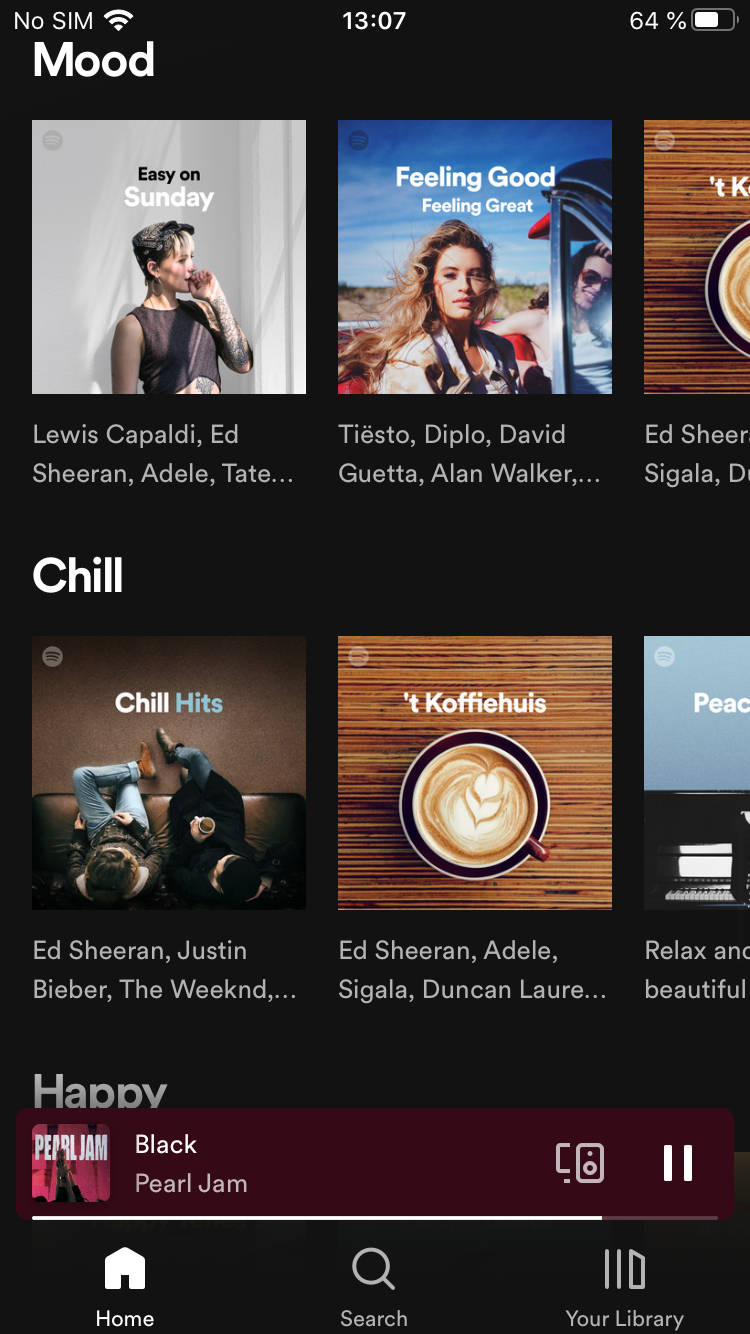 No SIM 13:07 64 %
Mood
Easy on
Sunday
Feeling Good
Feeling Great
't K
Lewis Capaldi, Ed
Sheeran, Adele, Tate...
Tiësto, Diplo, David
Guetta, Alan Walker,...
Ed Sheer
Sigala, D
Chill
Chill Hits
't Koffiehuis
Peac
Ed Sheeran, Justin
Bieber, The Weeknd,...
Ed Sheeran, Adele,
Sigala, Duncan Laure...
Relax and
beautiful
Happy
PEARL JAM
Black
Pearl Jam
Home
Search
Your Library